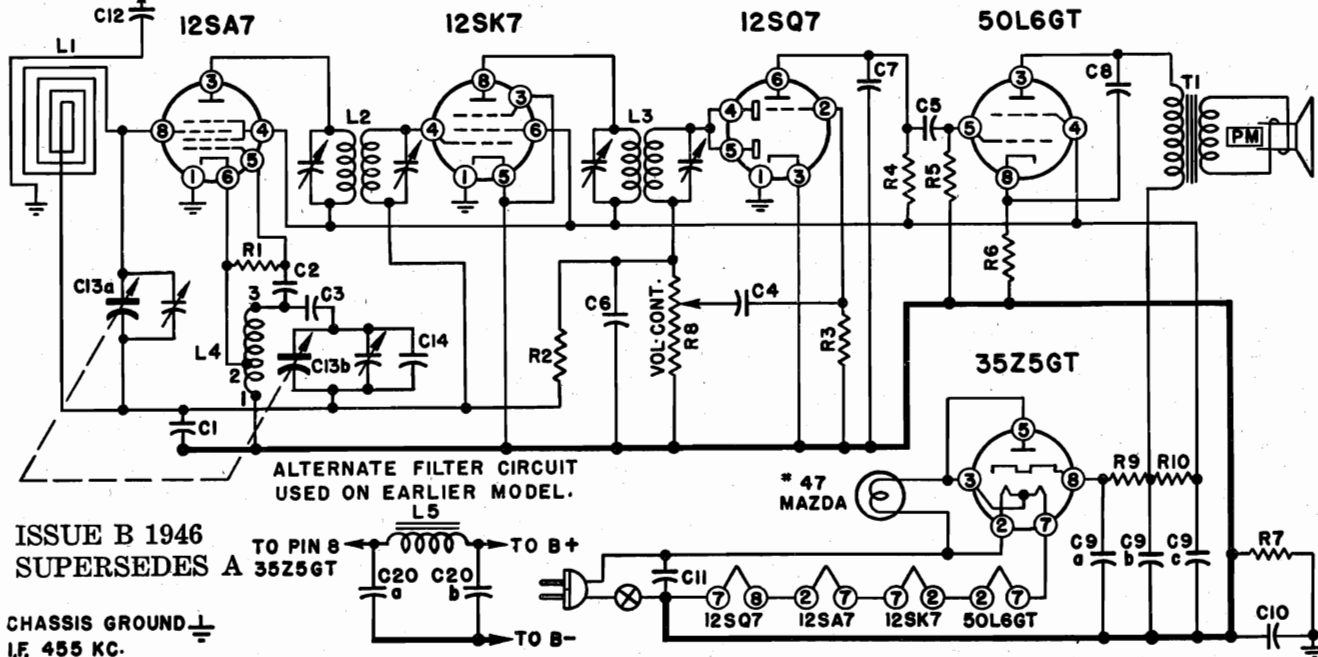 C12
12SA7
12SK7
12SQ7
50L6GT
L1
3
8
4
5
1
6
L2
8
3
4
6
1
5
L3
6
4
2
5
1
3
C7
C5
R4
R5
3
5
4
8
C8
T1
PM
R6
R1
C2
3
C3
C13a
L4
2
1
C13b
C14
R2
C6
VOL. CONT.
R8
C4
R3
C1
35Z5GT
5
3
8
2
7
R9
R10
# 47
MAZDA
C9
a
C9
b
C9
c
R7
C10
C11
7
8
2
7
7
2
2
7
12SQ7
12SA7
12SK7
50L6GT
ALTERNATE FILTER CIRCUIT
USED ON EARLIER MODEL.
L5
TO PIN 8
35Z5GT
TO B+
C20
a
C20
b
TO B-
ISSUE B 1946
SUPERSEDES A
CHASSIS GROUND
I.F. 455 KC.